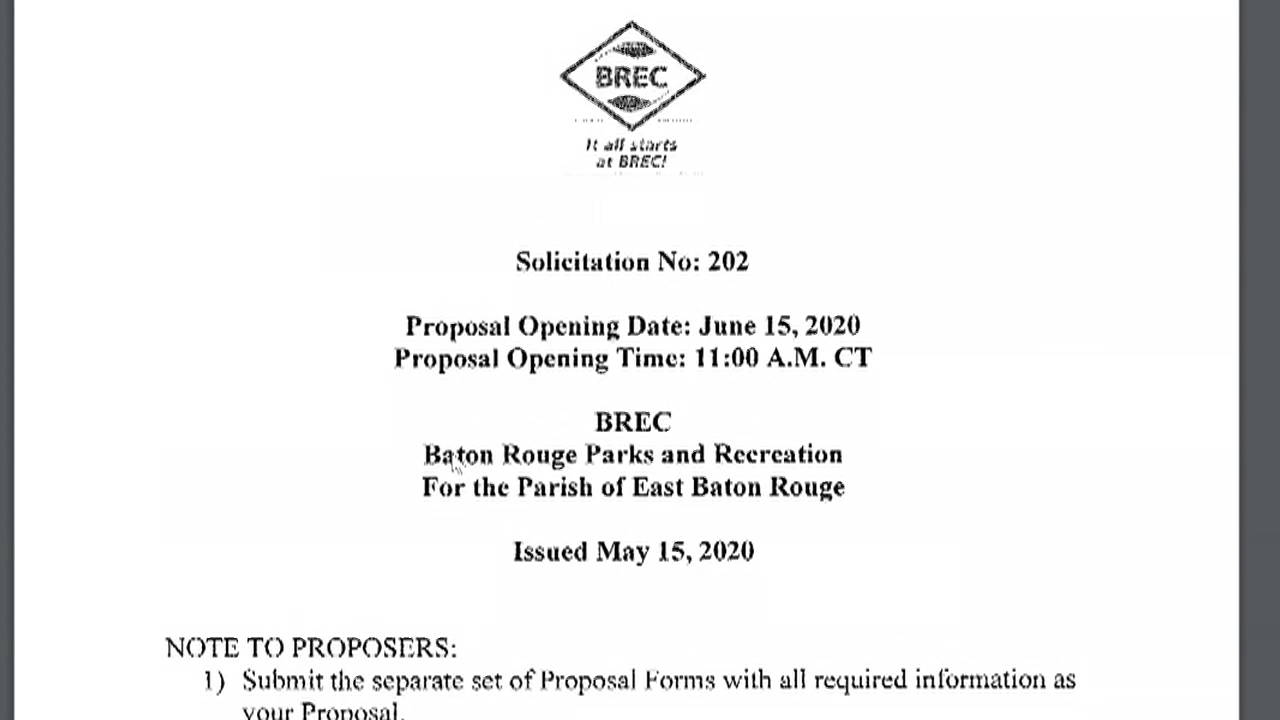 BREC
It all starts
at BREC!
Solicitation No: 202
Proposal Opening Date: June 15, 2020
Proposal Opening Time: 11:00 A.M. CT
BREC
Baton Rouge Parks and Recreation
For the Parish of East Baton Rouge
Issued May 15, 2020
NOTE TO PROPOSERS:
1) Submit the separate set of Proposal Forms with all required information as
your Proposal.